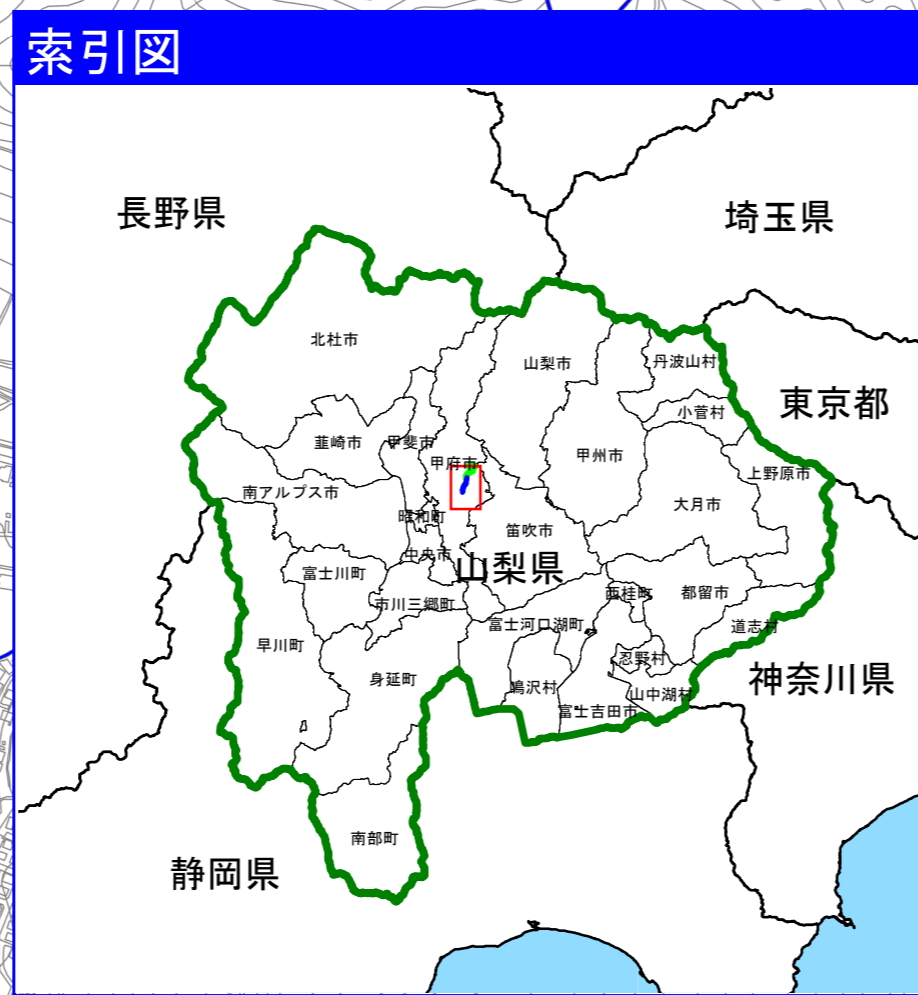 索引図
長野県
埼玉県
北杜市
山梨市
丹波山村
東京都
小菅村
韮崎市
甲斐市
甲府市
甲州市
上野原市
南アルプス市
大月市
昭和町
笛吹市
中央市
山梨県
富士川町
西桂町
都留市
市川三郷町
富士河口湖町
道志村
早川町
忍野村
身延町
鳴沢村
山中湖村
神奈川県
富士吉田市
南部町
静岡県